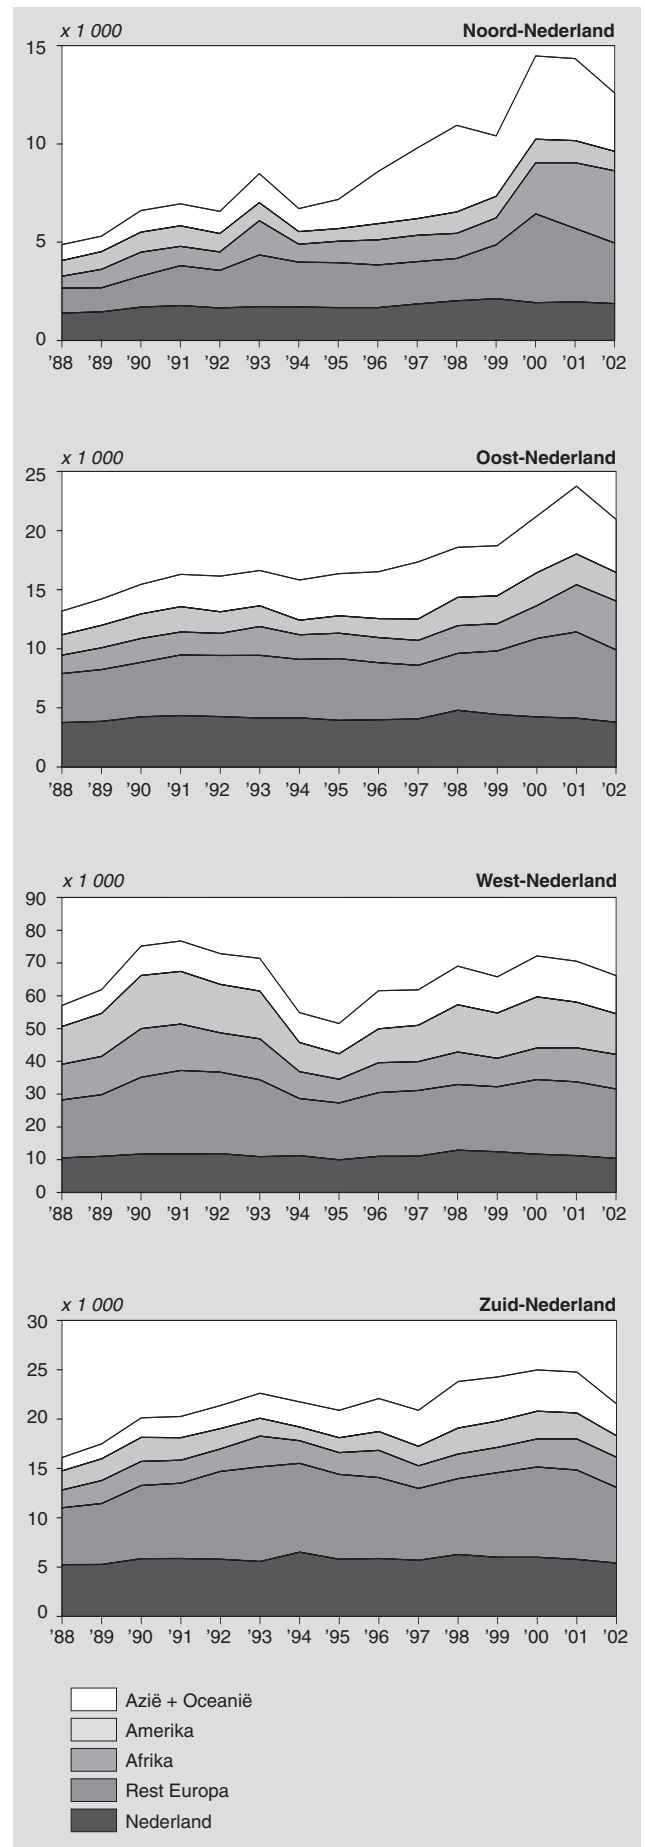 x 1 000 Noord-Nederland
15
10
5
0
'88 '89 '90 '91 '92 '93 '94 '95 '96 '97 '98 '99 '00 '01 '02
x 1 000 Oost-Nederland
25
20
15
10
5
0
'88 '89 '90 '91 '92 '93 '94 '95 '96 '97 '98 '99 '00 '01 '02
x 1 000 West-Nederland
90
80
70
60
50
40
30
20
10
0
'88 '89 '90 '91 '92 '93 '94 '95 '96 '97 '98 '99 '00 '01 '02
x 1 000 Zuid-Nederland
30
25
20
15
10
5
0
'88 '89 '90 '91 '92 '93 '94 '95 '96 '97 '98 '99 '00 '01 '02
Azië + Oceanië
Amerika
Afrika
Rest Europa
Nederland